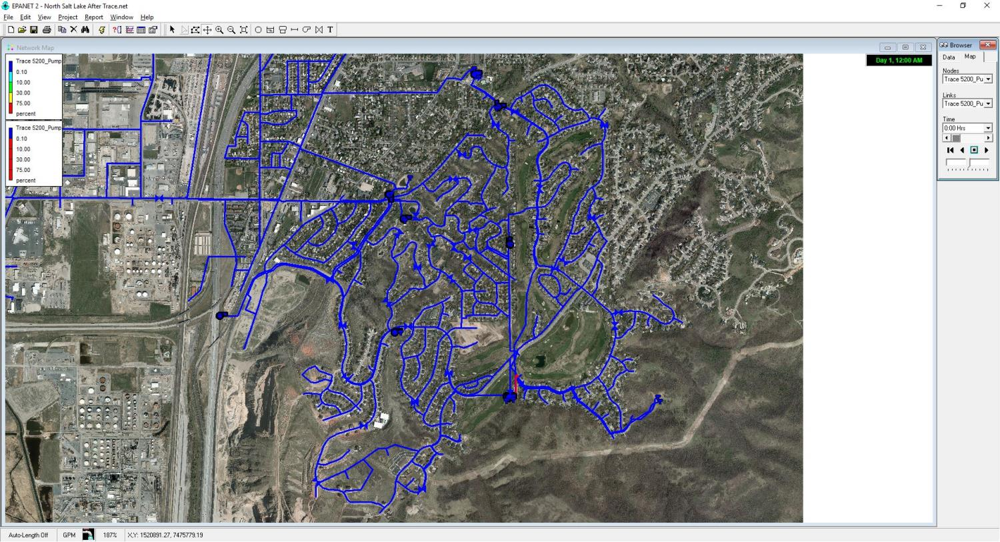 EPANET 2 - North Salt Lake After Trace.net
File Edit View Project Report Window Help
T
Network Map
Trace 5200_Pump
0.10
10.00
30.00
75.00
percent
Trace 5200_Pump
0.10
10.00
30.00
75.00
percent
Day 1, 12:00 AM
Browser
Data Map
Nodes
Trace 5200_Pu
Links
Trace 5200_Pu
Time
0:00 Hrs
Auto-Length Off GPM 187% X,Y: 1520891.27, 7475779.19